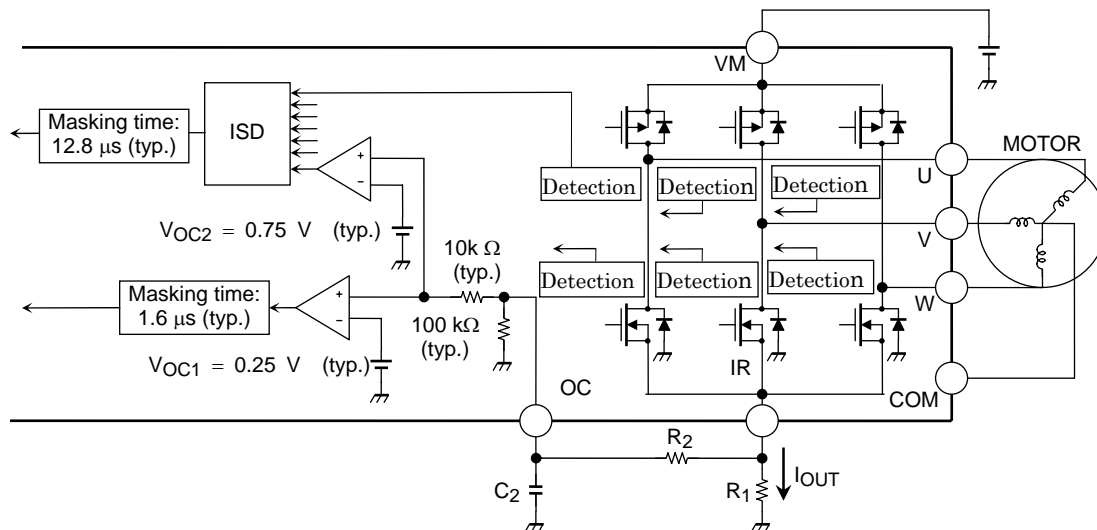 VM
Masking time:
12.8 μs (typ.)
ISD
MOTOR
Detection
Detection
Detection
U
+
−
VOC2 = 0.75 V (typ.)
V
10k Ω
(typ.)
Detection
Detection
Detection
W
Masking time:
1.6 μs (typ.)
+
−
100 kΩ
(typ.)
VOC1 = 0.25 V (typ.)
IR
OC
COM
R2
C2
R1
IOUT